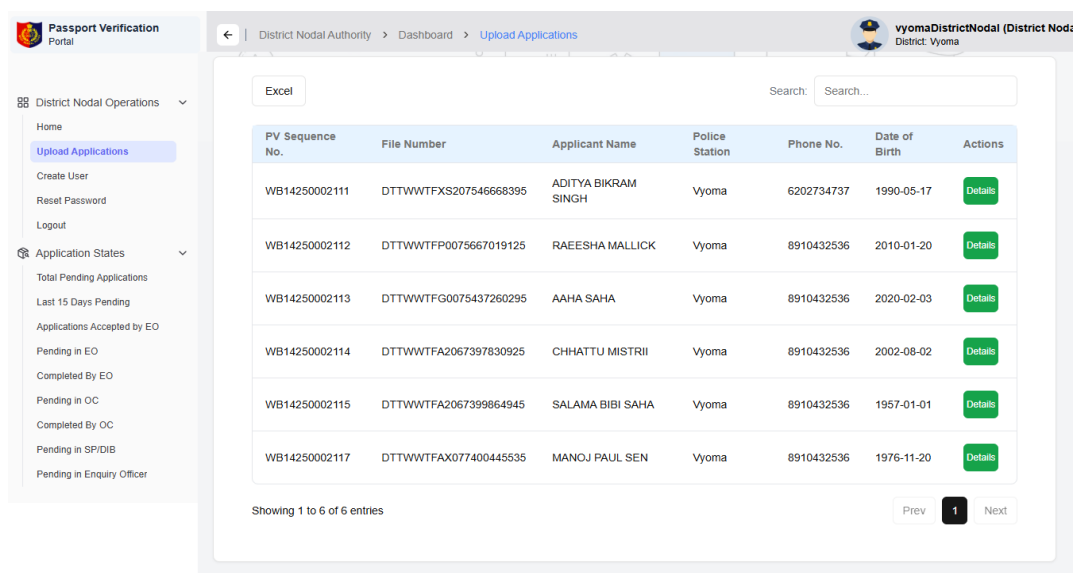 Passport Verification
Portal
District Nodal Operations
Home
Upload Applications
Create User
Reset Password
Logout
Application States
Total Pending Applications
Last 15 Days Pending
Applications Accepted by EO
Pending in EO
Completed By EO
Pending in OC
Completed By OC
Pending in SP/DIB
Pending in Enquiry Officer
District Nodal Authority > Dashboard > Upload Applications
vyomaDistrictNodal (District Noda
District: Vyoma
Excel
Search: Search...
PV Sequence No. File Number Applicant Name Police Station Phone No. Date of Birth Actions
WB14250002111 DTTWWTFXS207546668395 ADITYA BIKRAM SINGH Vyoma 6202734737 1990-05-17 Details
WB14250002112 DTTWWTFP0075667019125 RAEESHA MALLICK Vyoma 8910432536 2010-01-20 Details
WB14250002113 DTTWWTFG0075437260295 AAHA SAHA Vyoma 8910432536 2020-02-03 Details
WB14250002114 DTTWWTFA2067397830925 CHHATTU MISTRII Vyoma 8910432536 2002-08-02 Details
WB14250002115 DTTWWTFA2067399864945 SALAMA BIBI SAHA Vyoma 8910432536 1957-01-01 Details
WB14250002117 DTTWWTFAX077400445535 MANOJ PAUL SEN Vyoma 8910432536 1976-11-20 Details
Showing 1 to 6 of 6 entries
Prev 1 Next